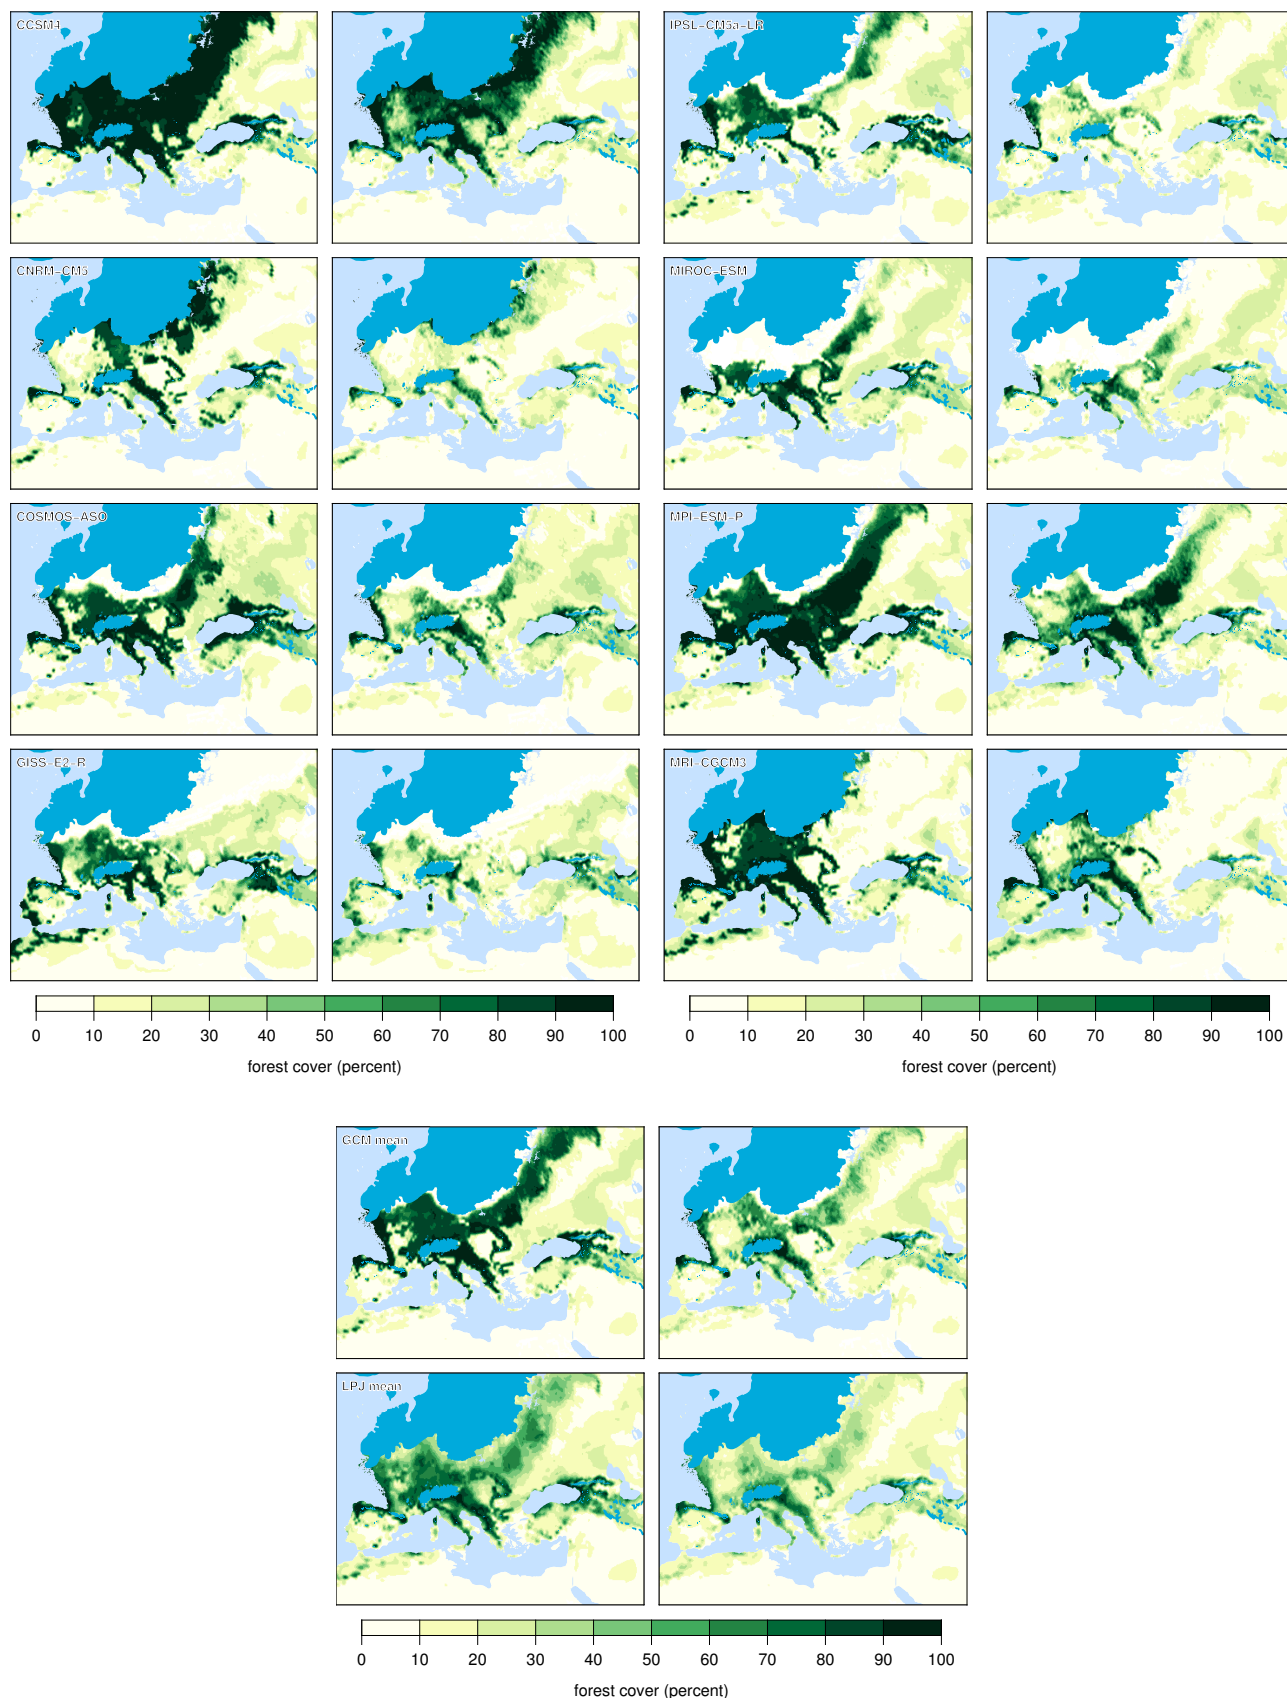 CCSM4
IPSL-CM5a-LR
CNRM-CM5
MIROC-ESM
COSMOS-ASO
MPI-ESM-P
GISS-E2-R
MRI-CGCM3
0 10 20 30 40 50 60 70 80 90 100
forest cover (percent)
0 10 20 30 40 50 60 70 80 90 100
forest cover (percent)
GCM mean
LPJ mean
0 10 20 30 40 50 60 70 80 90 100
forest cover (percent)